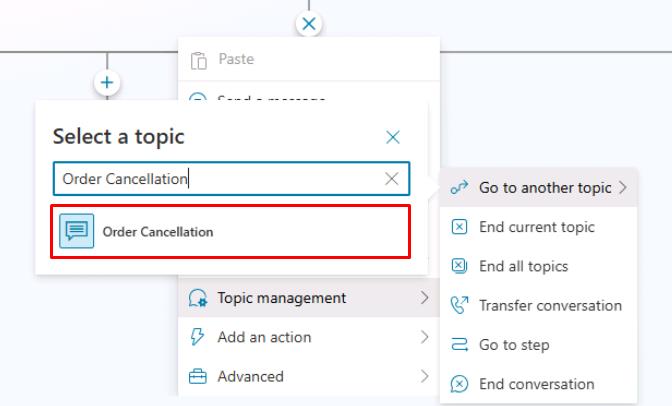 Paste
Send a message
Select a topic
Order Cancellation
Order Cancellation
Topic management
Add an action
Advanced
Go to another topic
End current topic
End all topics
Transfer conversation
Go to step
End conversation